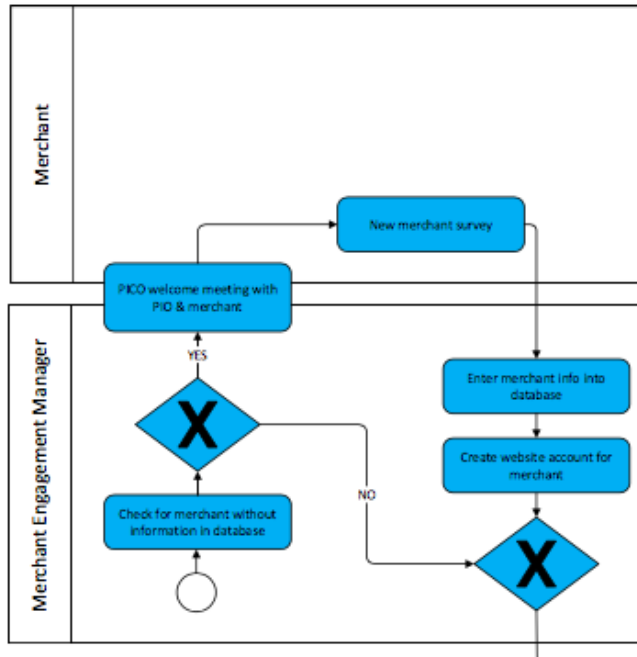 Merchant
New merchant survey
PICO welcome meeting with
PIO & merchant
YES
Merchant Engagement Manager
Enter merchant info into
database
X
Create website account for
merchant
NO
Check for merchant without
information in database
X